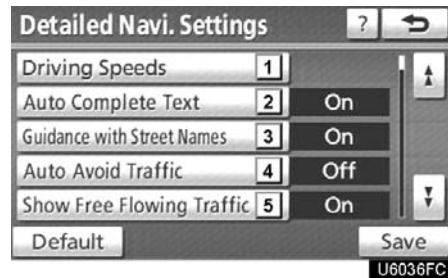 Detailed Navi. Settings ?
Driving Speeds 1
Auto Complete Text 2 On
Guidance with Street Names 3 On
Auto Avoid Traffic 4 Off
Show Free Flowing Traffic 5 On
Default Save
U6036FC